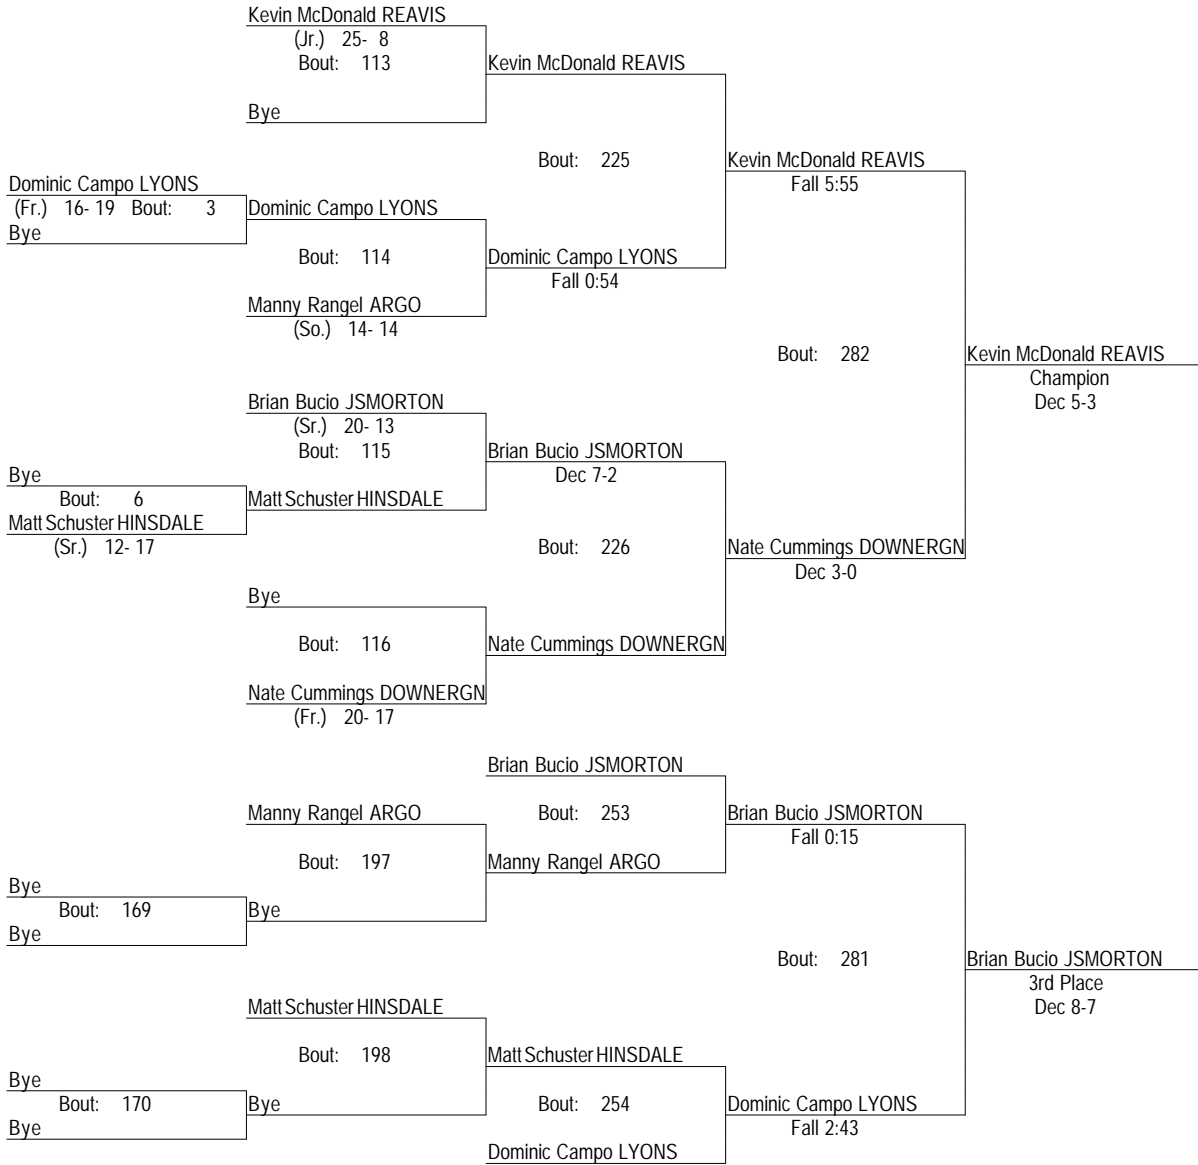 Kevin McDonald REAVIS
(Jr.) 25- 8
Bout: 113
Kevin McDonald REAVIS
Bye
Bout: 225
Kevin McDonald REAVIS
Fall 5:55
Dominic Campo LYONS
(Fr.) 16- 19 Bout: 3
Bye
Dominic Campo LYONS
Bout: 114
Dominic Campo LYONS
Fall 0:54
Manny Rangel ARGO
(So.) 14- 14
Bout: 282
Kevin McDonald REAVIS
Champion
Dec 5-3
Brian Bucio JSMORTON
(Sr.) 20- 13
Bout: 115
Brian Bucio JSMORTON
Dec 7-2
Bye
Bout: 6
Matt Schuster HINSDALE
(Sr.) 12- 17
Matt Schuster HINSDALE
Bout: 226
Nate Cummings DOWNERGN
Dec 3-0
Bye
Bout: 116
Nate Cummings DOWNERGN
Nate Cummings DOWNERGN
(Fr.) 20- 17
Brian Bucio JSMORTON
Manny Rangel ARGO
Bout: 253
Brian Bucio JSMORTON
Fall 0:15
Bout: 197
Manny Rangel ARGO
Bye
Bout: 169
Bye
Bye
Bout: 281
Brian Bucio JSMORTON
3rd Place
Dec 8-7
Matt Schuster HINSDALE
Bout: 198
Matt Schuster HINSDALE
Bye
Bout: 170
Bye
Bye
Bout: 254
Dominic Campo LYONS
Fall 2:43
Dominic Campo LYONS